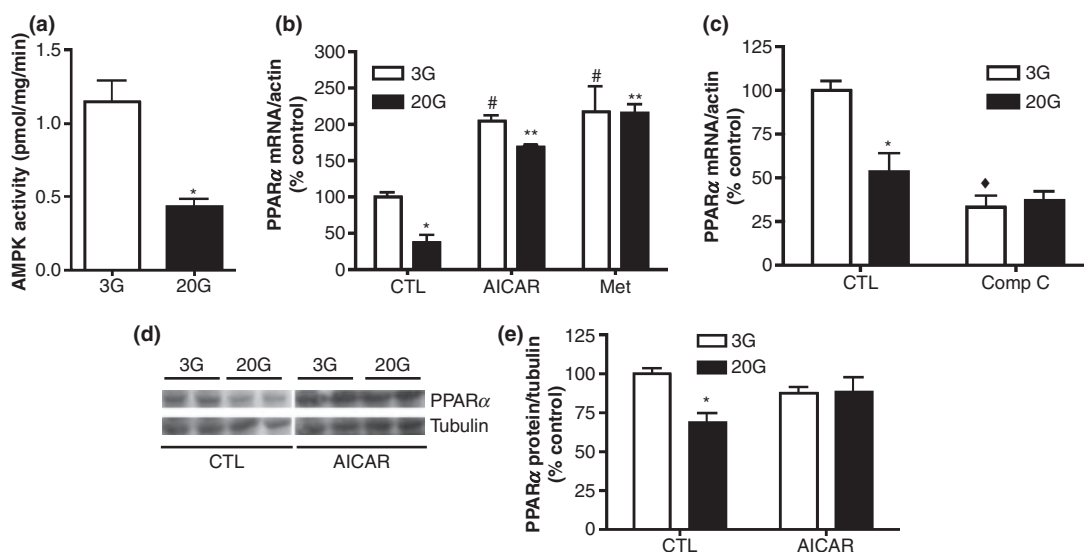 (a)
AMPK activity (pmol/mg/min)
1.5
1.0
0.5
0.0
*
3G 20G
(b)
PPARα mRNA/actin
(% control)
300
250
200
150
100
50
0
3G
20G
* # ** # **
CTL AICAR Met
(c)
PPARα mRNA/actin
(% control)
125
100
75
50
25
0
3G
20G
* ♦
CTL Comp C
(d)
3G 20G 3G 20G
PPARα
Tubulin
CTL AICAR
(e)
PPARα protein/tubulin
(% control)
125
100
75
50
25
0
3G
20G
*
CTL AICAR